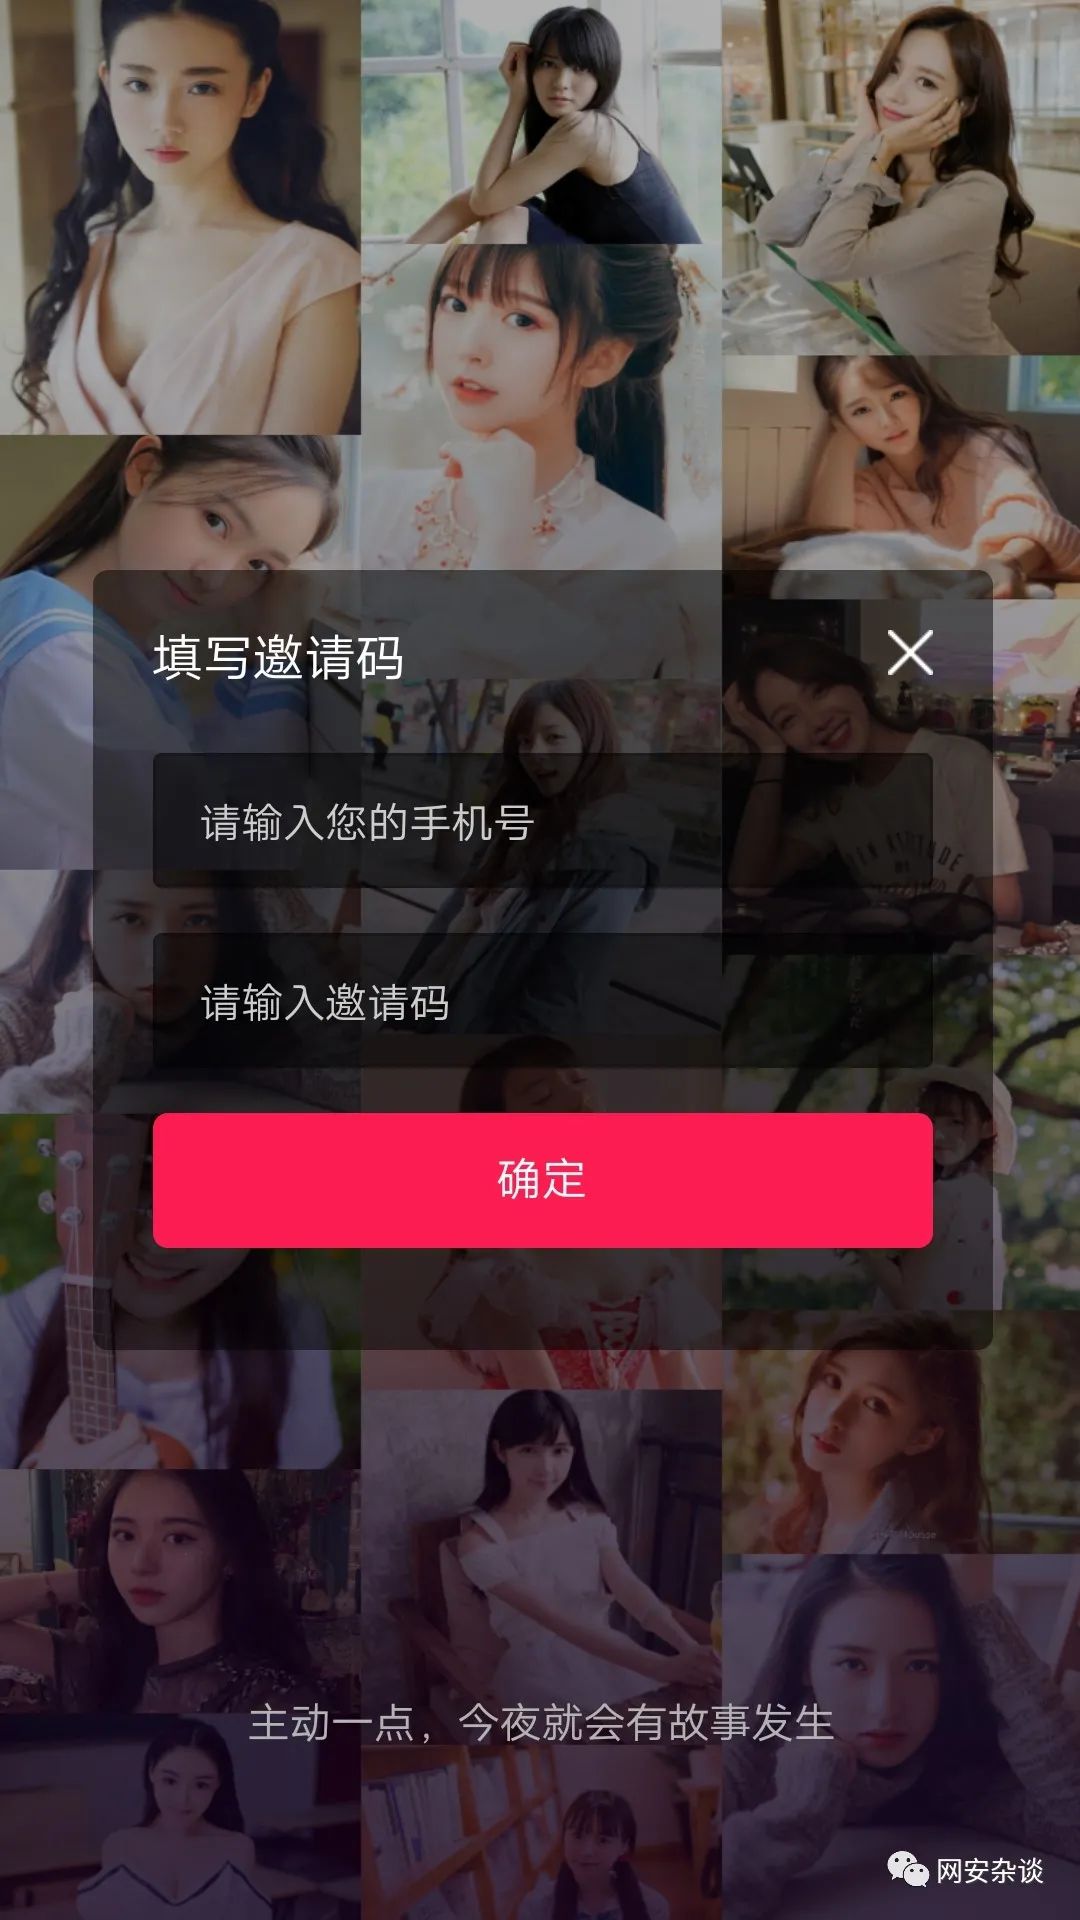 填写邀请码
请输入您的手机号
请输入邀请码
确定
主动一点，今夜就会有故事发生
网安杂谈